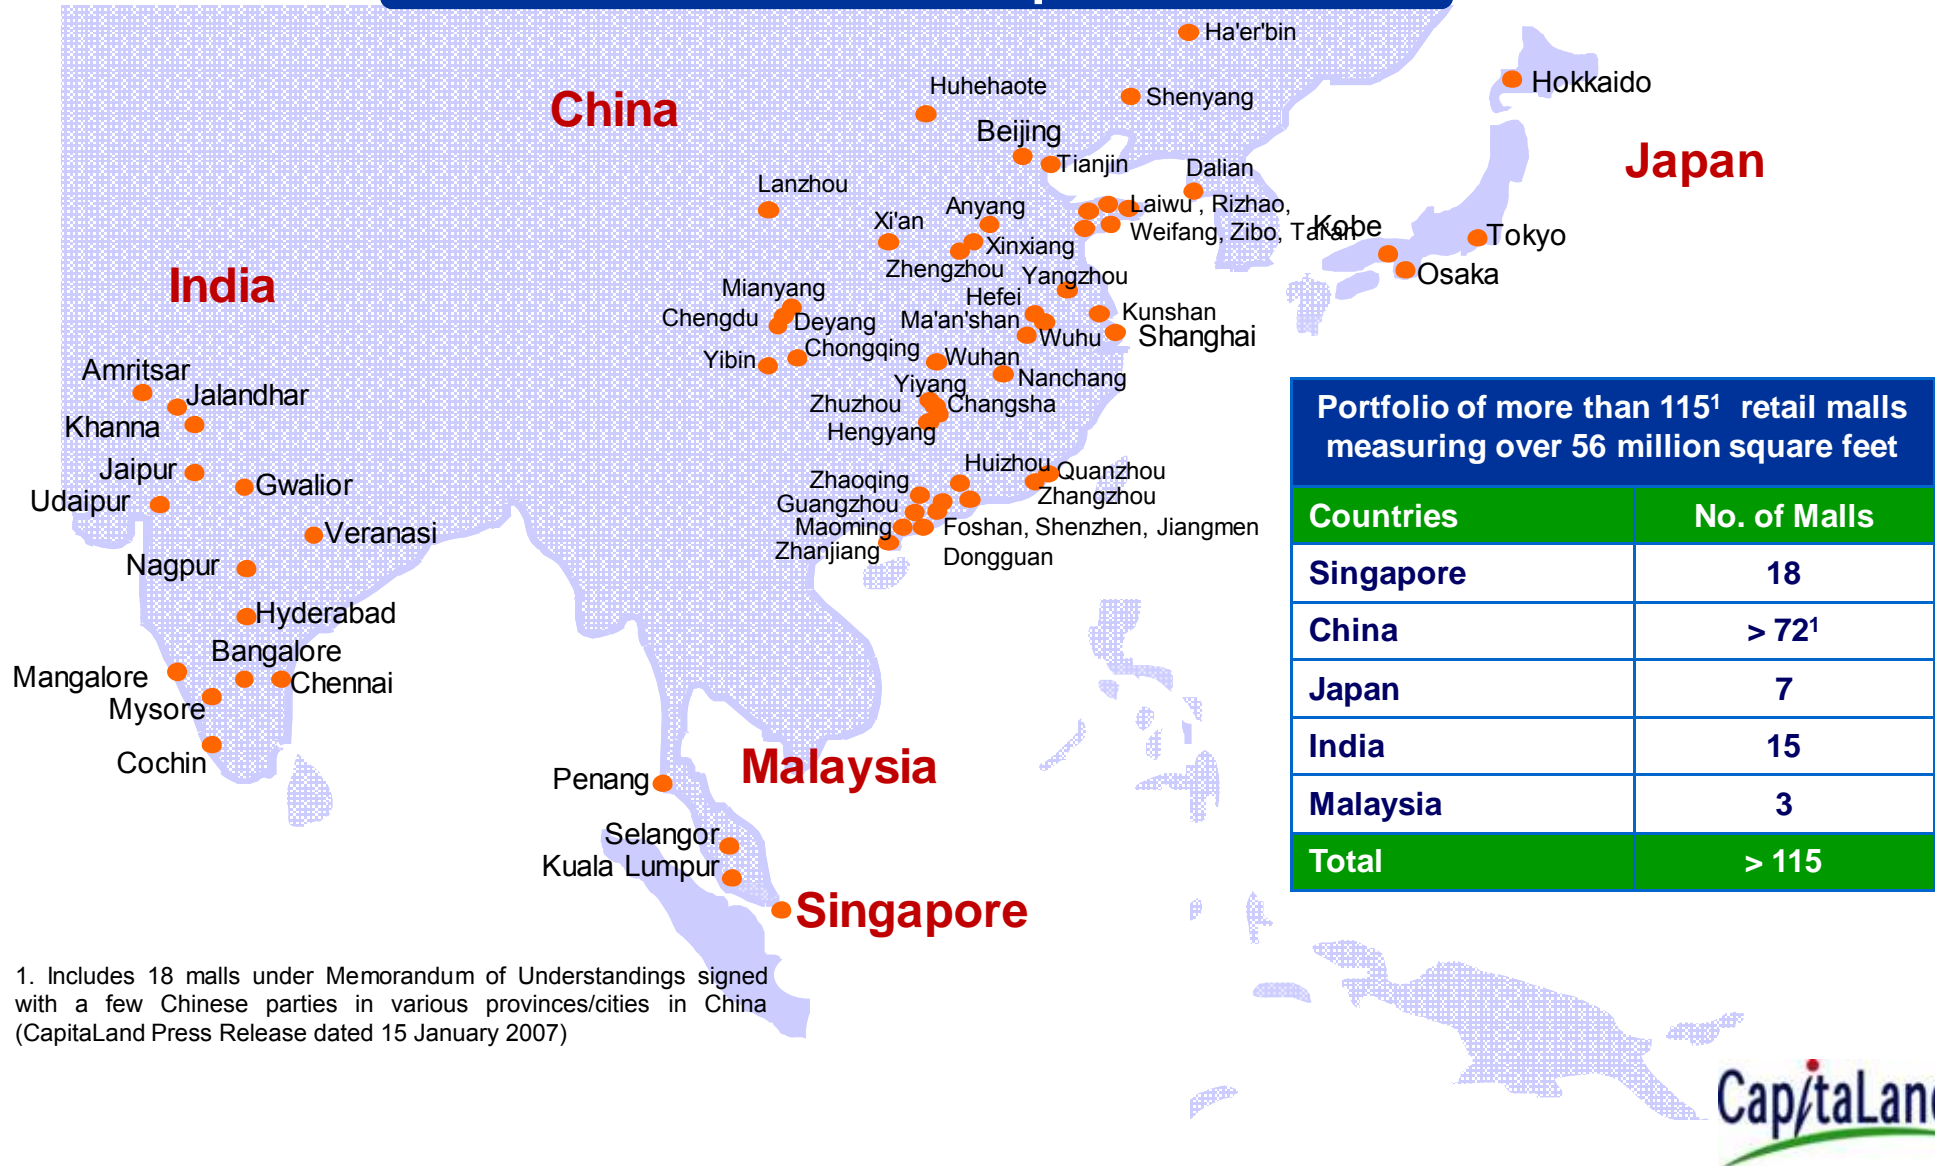 Ha'er'bin
Hokkaido
Huhehaote
China
Shenyang
Beijing
Tianjin
Japan
Dalian
Lanzhou
Laiwu , Rizhao,
Weifang, Zibo, Tai'an
Anyang
Xi'an
Xinxiang
Kobe
Tokyo
Zhengzhou
Yangzhou
Osaka
India
Mianyang
Hefei
Chengdu
Deyang
Ma'an'shan
Kunshan
Wuhu
Shanghai
Chongqing
Yibin
Wuhan
Amritsar
Nanchang
Yiyang
Jalandhar
Zhuzhou
Changsha
Khanna
Hengyang
Jaipur
Huizhou
Quanzhou
Gwalior
Zhaoqing
Zhangzhou
Udaipur
Guangzhou
Veranasi
Maoming
Foshan, Shenzhen, Jiangmen
Dongguan
Zhanjiang
Nagpur
Hyderabad
Bangalore
Mangalore
Chennai
Mysore
Cochin
Malaysia
Penang
Selangor
Kuala Lumpur
Singapore
Portfolio of more than 115¹ retail malls
measuring over 56 million square feet
Countries No. of Malls
Singapore 18
China > 72¹
Japan 7
India 15
Malaysia 3
Total > 115
1. Includes 18 malls under Memorandum of Understandings signed
with a few Chinese parties in various provinces/cities in China
(CapitaLand Press Release dated 15 January 2007)
CapitaLand